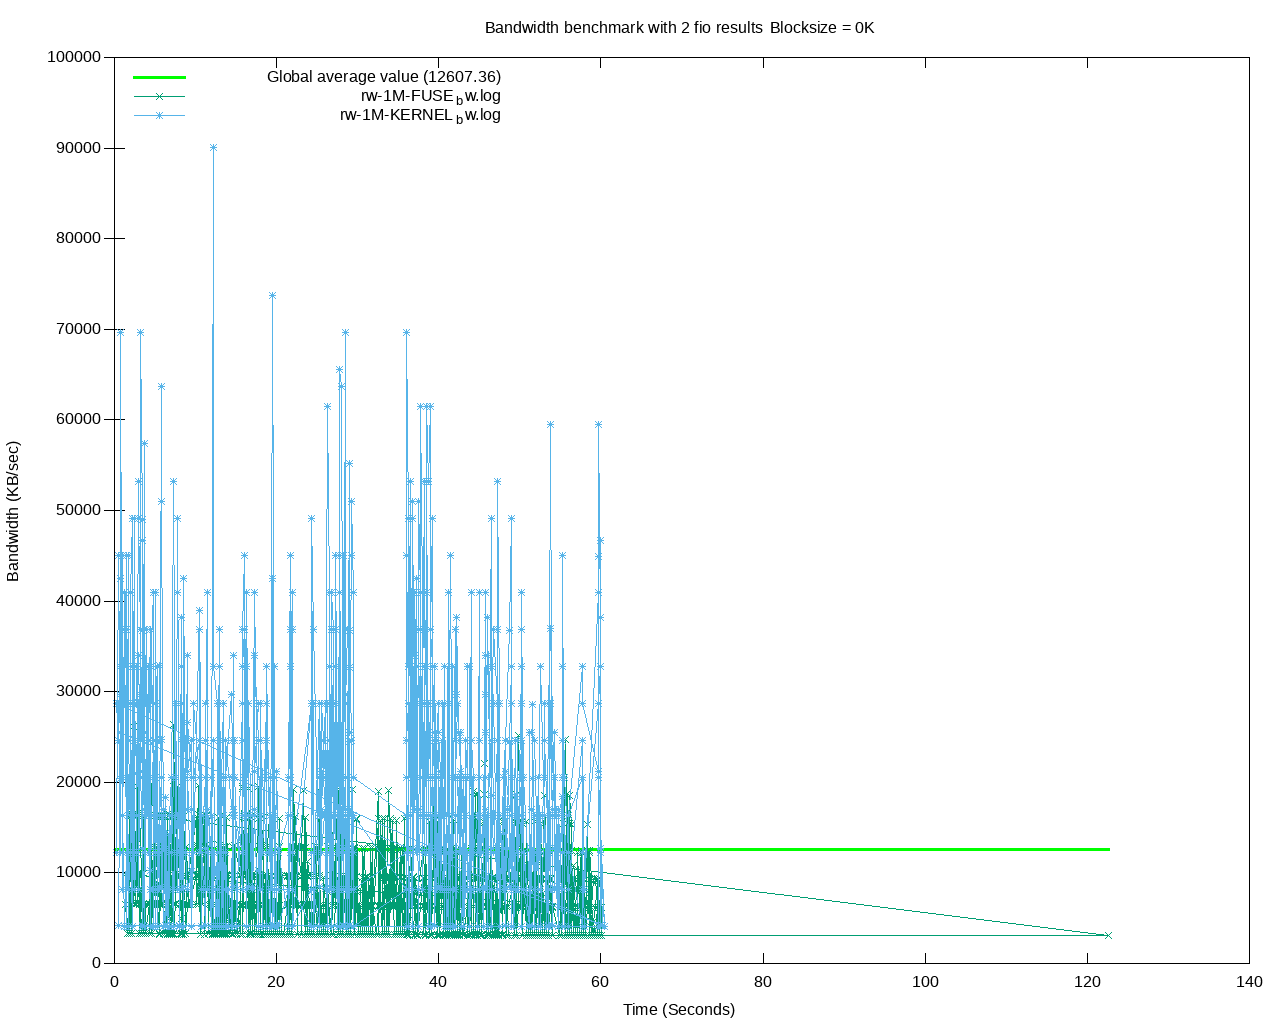 Bandwidth benchmark with 2 fio results Blocksize = 0K
100000
90000
80000
70000
60000
50000
40000
30000
20000
10000
0
Global average value (12607.36)
rw-1M-FUSE_bw.log
rw-1M-KERNEL_bw.log
Bandwidth (KB/sec)
0 20 40 60 80 100 120 140
Time (Seconds)